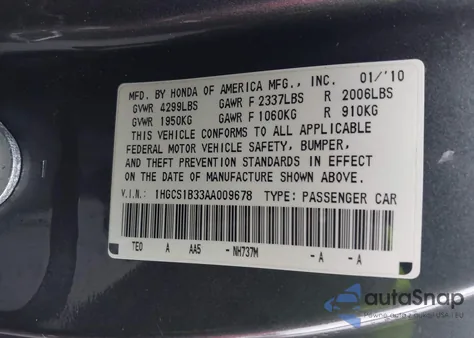 MFD. BY HONDA OF AMERICA MFG., INC. 01/'10
GVWR 4299LBS GAWR F 2337LBS R 2006LBS
GVWR 1950KG GAWR F 1060KG R 910KG
THIS VEHICLE CONFORMS TO ALL APPLICABLE
FEDERAL MOTOR VEHICLE SAFETY, BUMPER,
AND THEFT PREVENTION STANDARDS IN EFFECT
ON THE DATE OF MANUFACTURE SHOWN ABOVE.
V.I.N.: 1HGCS1B33AA009678 TYPE: PASSENGER CAR
TE0 A AA5 - NH737M - A - A
autoSnap